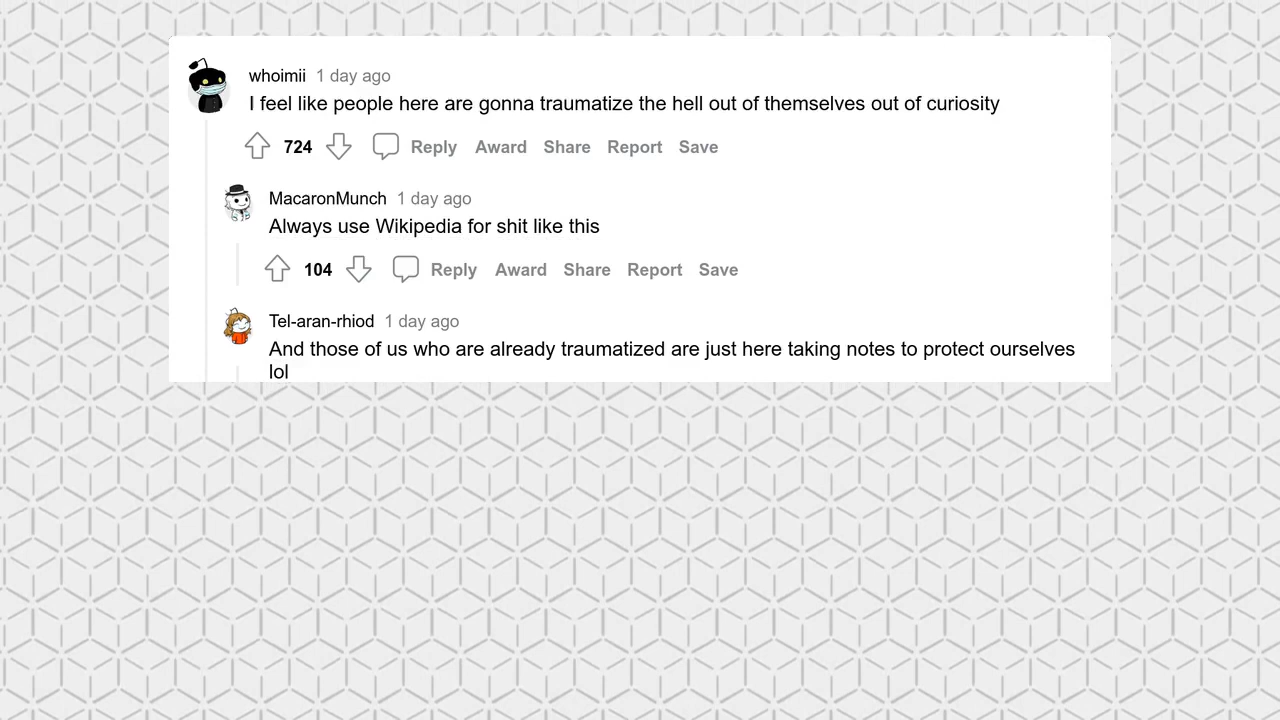 whoimii 1 day ago
I feel like people here are gonna traumatize the hell out of themselves out of curiosity
724 Reply Award Share Report Save
MacaronMunch 1 day ago
Always use Wikipedia for shit like this
104 Reply Award Share Report Save
Tel-aran-rhiod 1 day ago
And those of us who are already traumatized are just here taking notes to protect ourselves
lol